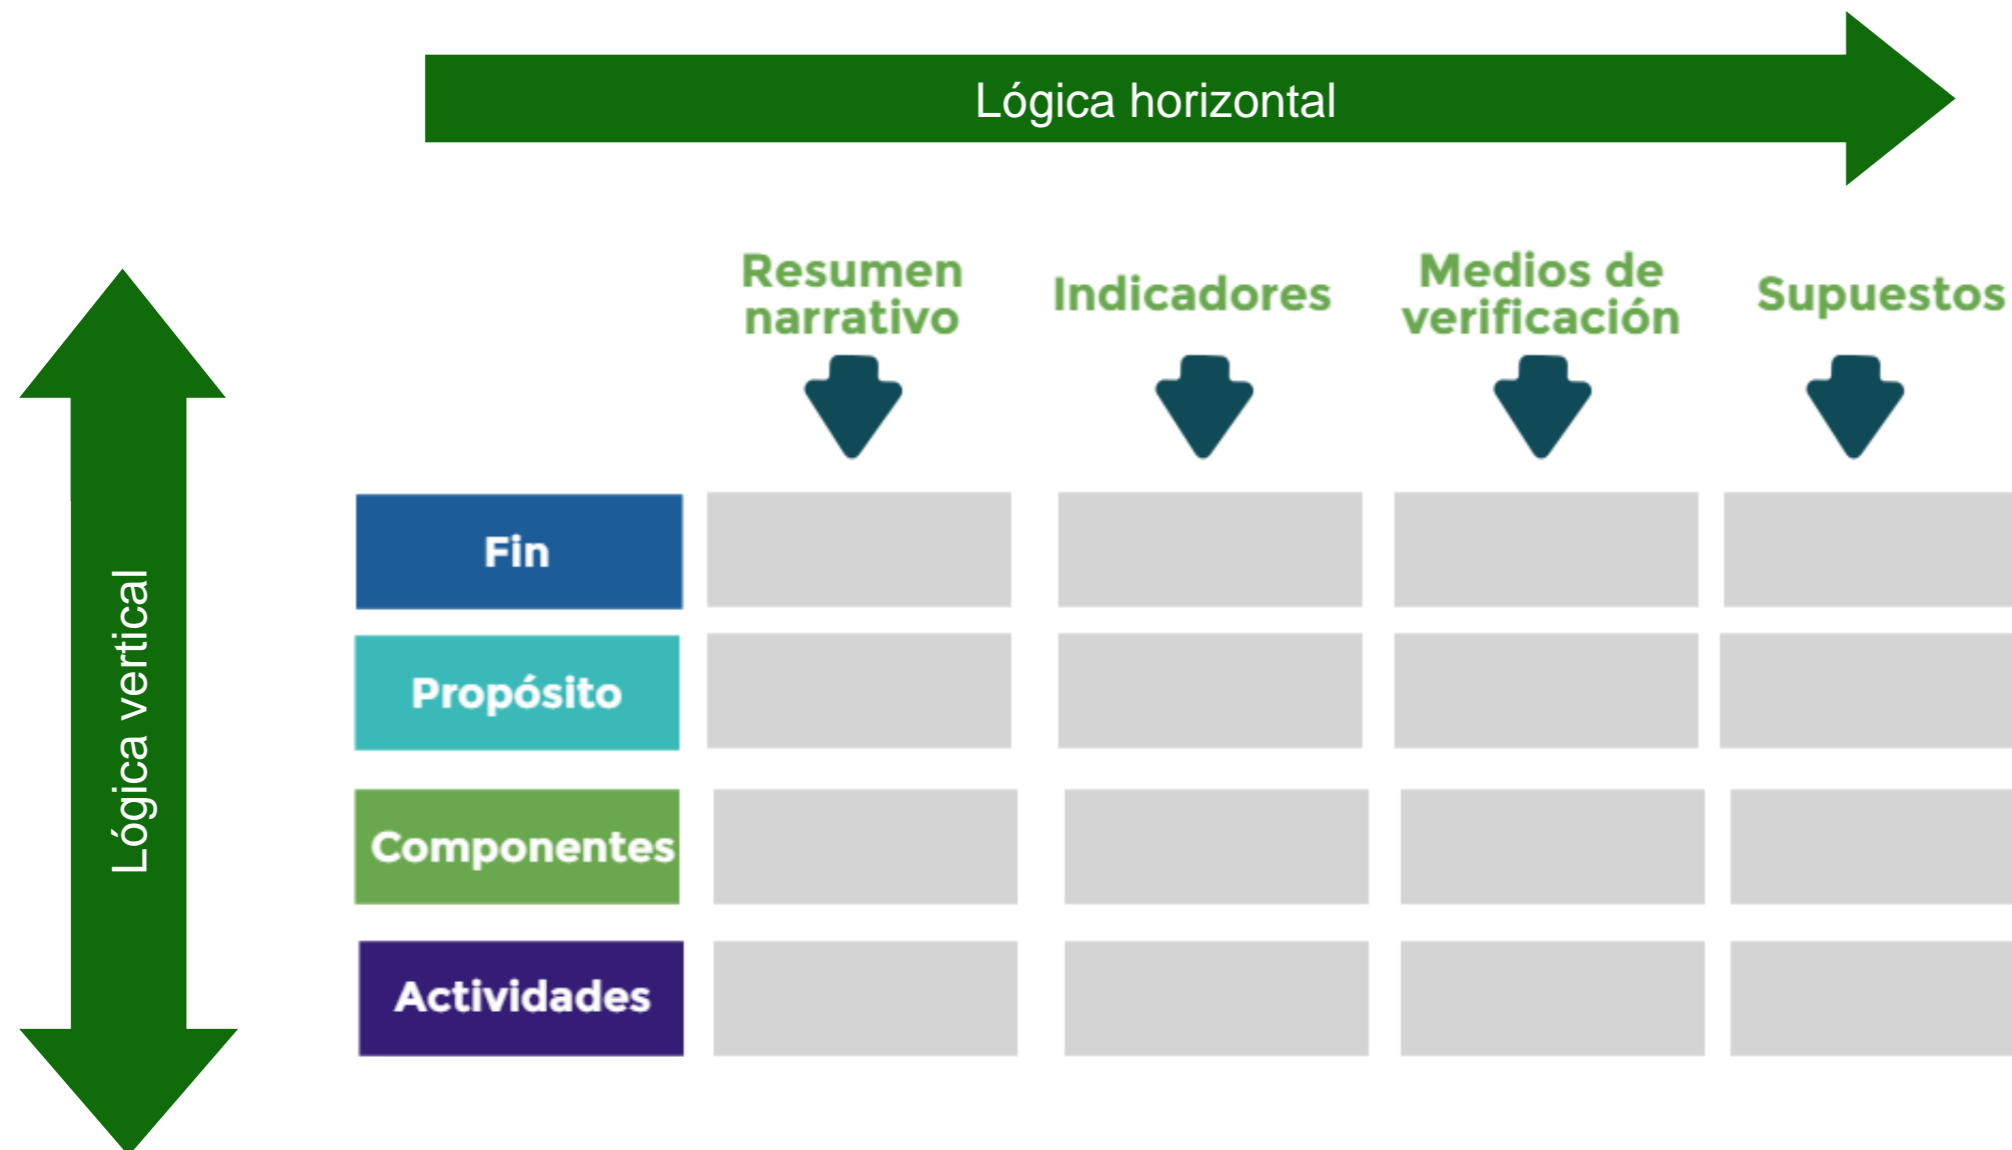 Lógica horizontal
Resumen
narrativo
Indicadores
Medios de
verificación
Supuestos
Lógica vertical
Fin
Propósito
Componentes
Actividades